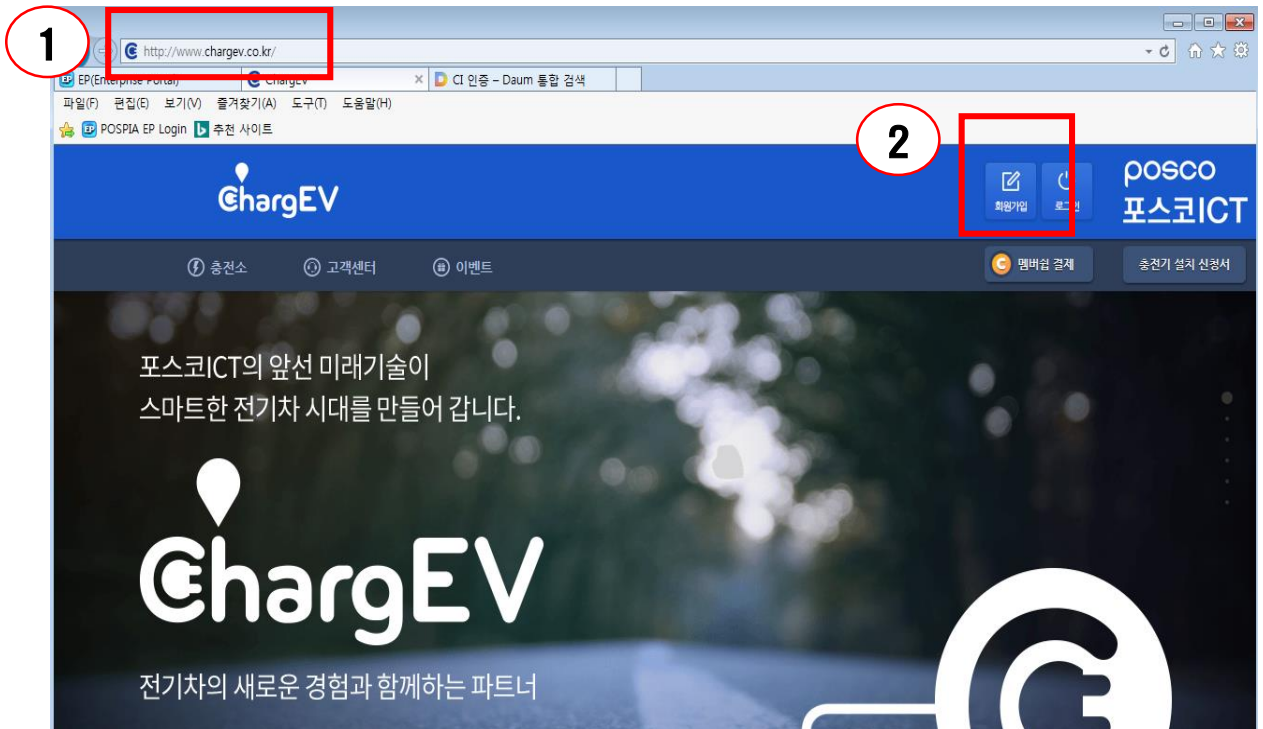 1
http://www.chargev.co.kr/
EP(Enterprise Portal) ChargEV CI 인증 – Daum 통합 검색
파일(F) 편집(E) 보기(V) 즐겨찾기(A) 도구(T) 도움말(H)
POSPIA EP Login 추천 사이트
2
ChargEV
회원가입 로그인
posco
포스코ICT
충전소 고객센터 이벤트
멤버쉽 결제 충전기 설치 신청서
포스코ICT의 앞선 미래기술이
스마트한 전기차 시대를 만들어 갑니다.
ChargEV
전기차의 새로운 경험과 함께하는 파트너